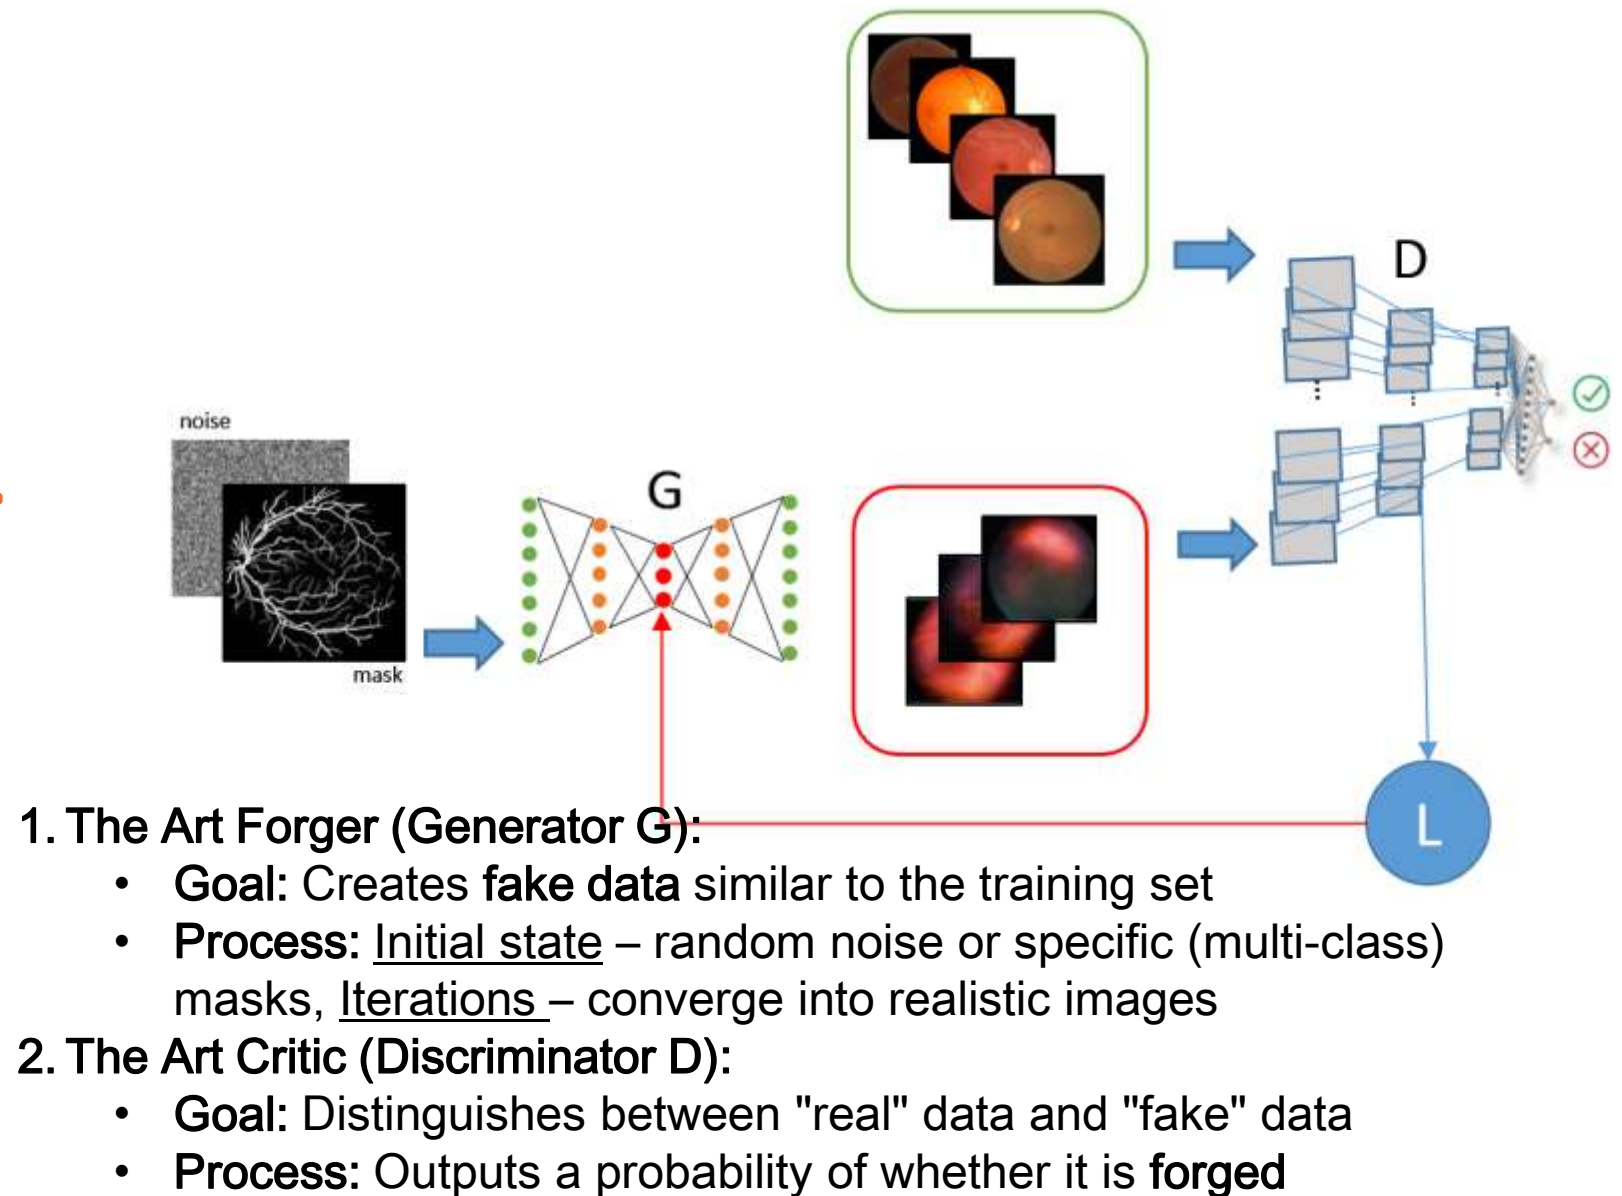 D
noise
G
mask
L
1. The Art Forger (Generator G):
• Goal: Creates fake data similar to the training set
• Process: Initial state – random noise or specific (multi-class)
masks, Iterations – converge into realistic images
2. The Art Critic (Discriminator D):
• Goal: Distinguishes between "real" data and "fake" data
• Process: Outputs a probability of whether it is forged